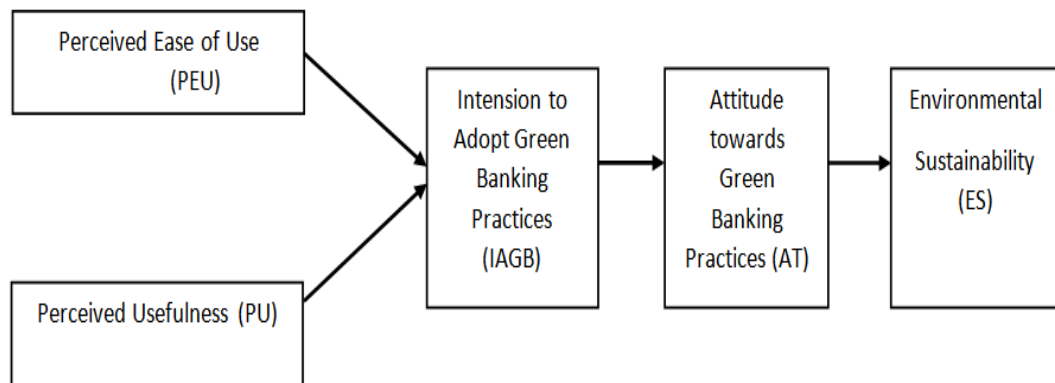 Perceived Ease of Use
(PEU)
Perceived Usefulness (PU)
Intension to
Adopt Green
Banking
Practices
(IAGB)
Attitude
towards
Green
Banking
Practices (AT)
Environmental
Sustainability
(ES)